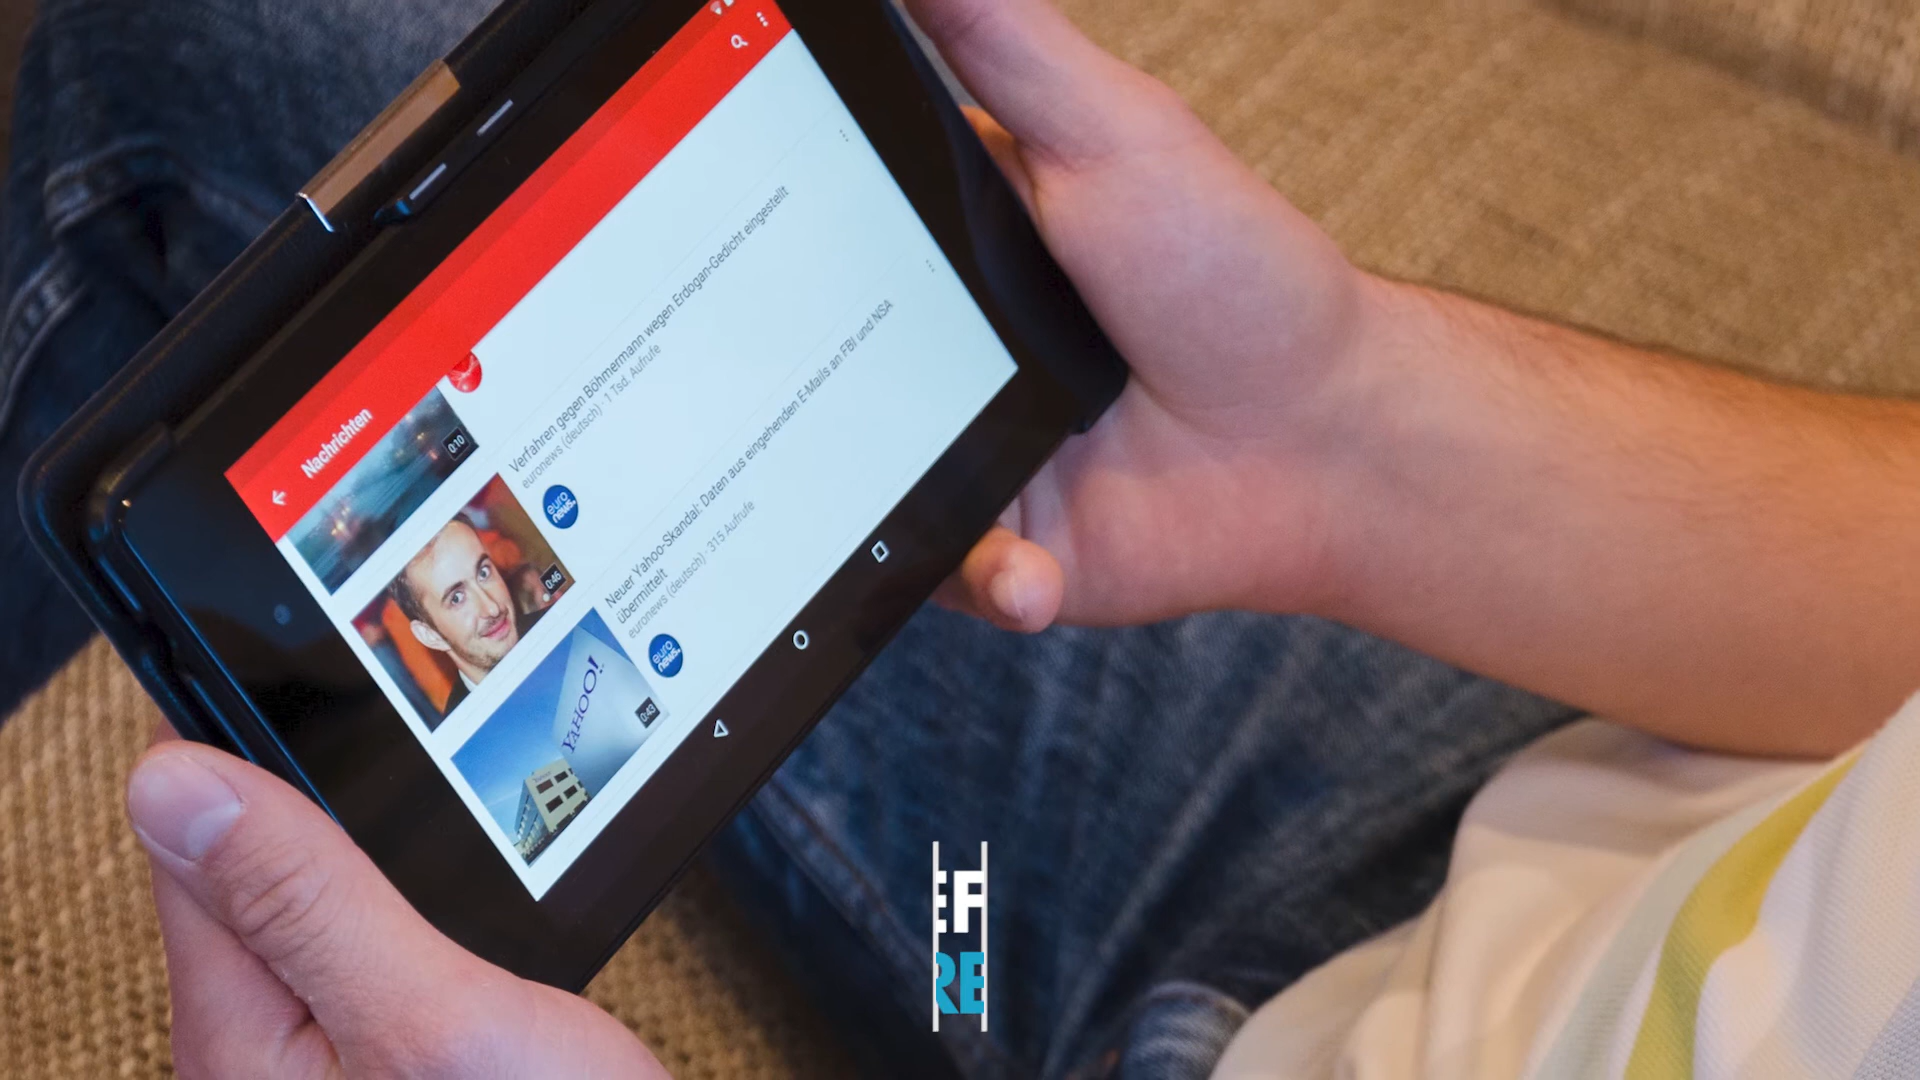 Nachrichten
0:10
Verfahren gegen Böhmermann wegen Erdogan-Gedicht eingestellt
euronews (deutsch) · 1 Tsd. Aufrufe
euro
news.
0:46
Neuer Yahoo-Skandal: Daten aus eingehenden E-Mails an FBI und NSA
übermittelt
euronews (deutsch) · 315 Aufrufe
euro
news.
YAHOO!
0:43
EF
RE